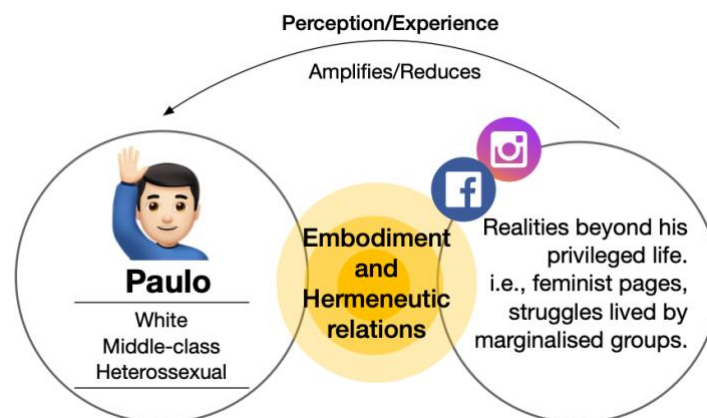 Perception/Experience
Amplifies/Reduces
Paulo
White
Middle-class
Heterossexual
Embodiment
and
Hermeneutic
relations
Realities beyond his
privileged life.
i.e., feminist pages,
struggles lived by
marginalised groups.